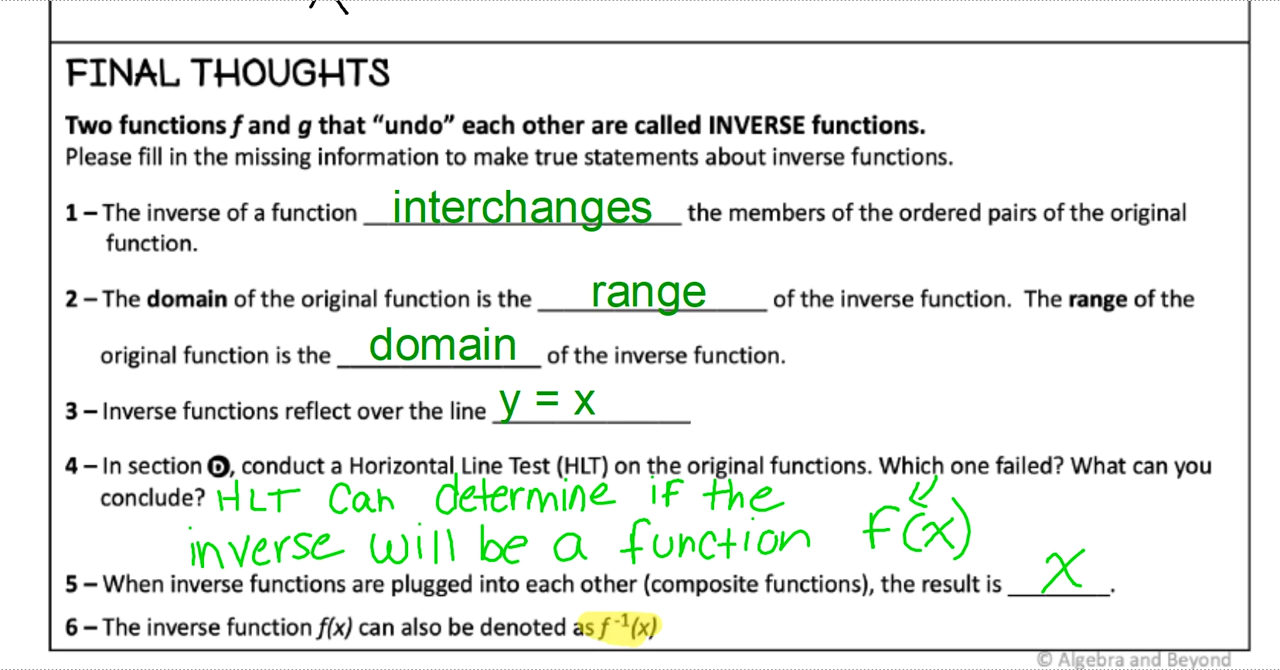 FINAL THOUGHTS
Two functions f and g that “undo” each other are called INVERSE functions.
Please fill in the missing information to make true statements about inverse functions.
1 – The inverse of a function interchanges the members of the ordered pairs of the original
function.
2 – The domain of the original function is the range of the inverse function. The range of the
original function is the domain of the inverse function.
3 – Inverse functions reflect over the line y = x
4 – In section D, conduct a Horizontal Line Test (HLT) on the original functions. Which one failed? What can you
conclude? HLT can determine if the
inverse will be a function f(x)
5 – When inverse functions are plugged into each other (composite functions), the result is x.
6 – The inverse function f(x) can also be denoted as f⁻¹(x)
© Algebra and Beyond